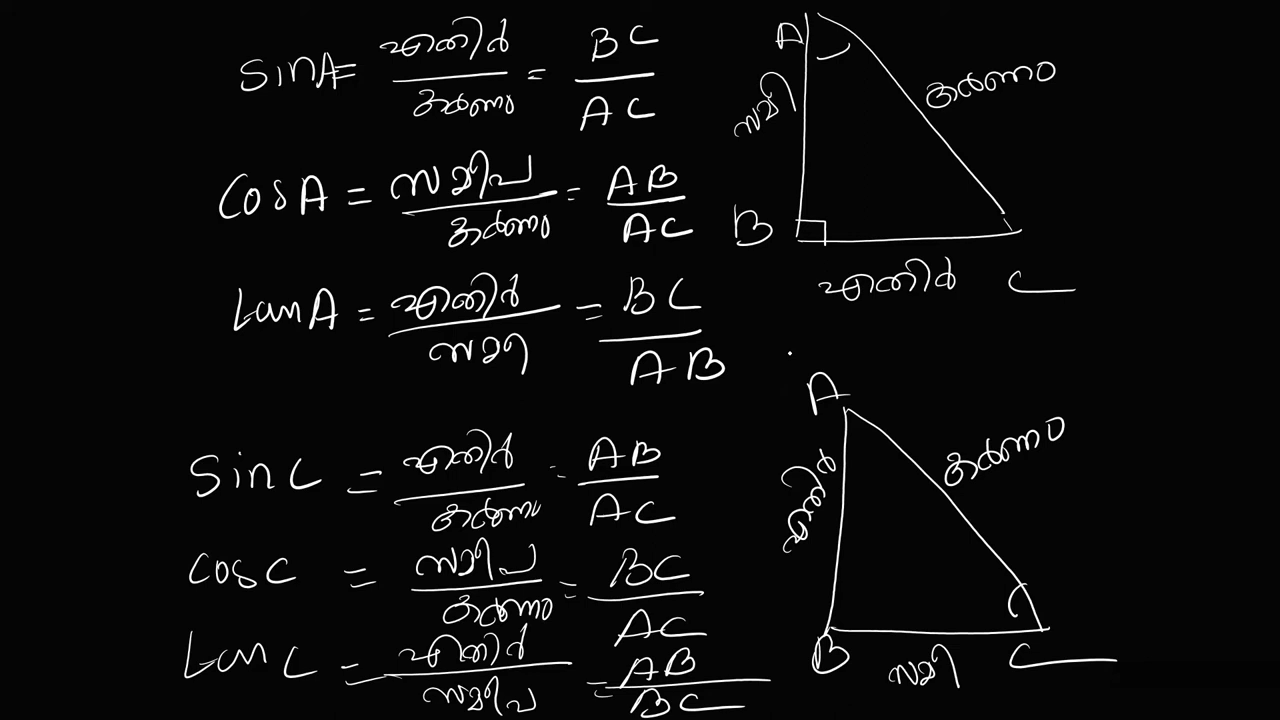 SinA = എതിർ / കർണം = BC / AC
CosA = സമീപ / കർണം = AB / AC
tanA = എതിർ / സമീ = BC / AB
A
സമീ
കർണം
B
എതിർ
C
SinC = എതിർ / കർണം = AB / AC
CosC = സമീപ / കർണം = BC / AC
tanC = എതിർ / സമീപ = AB / BC
A
എതിർ
കർണം
B
സമീ
C